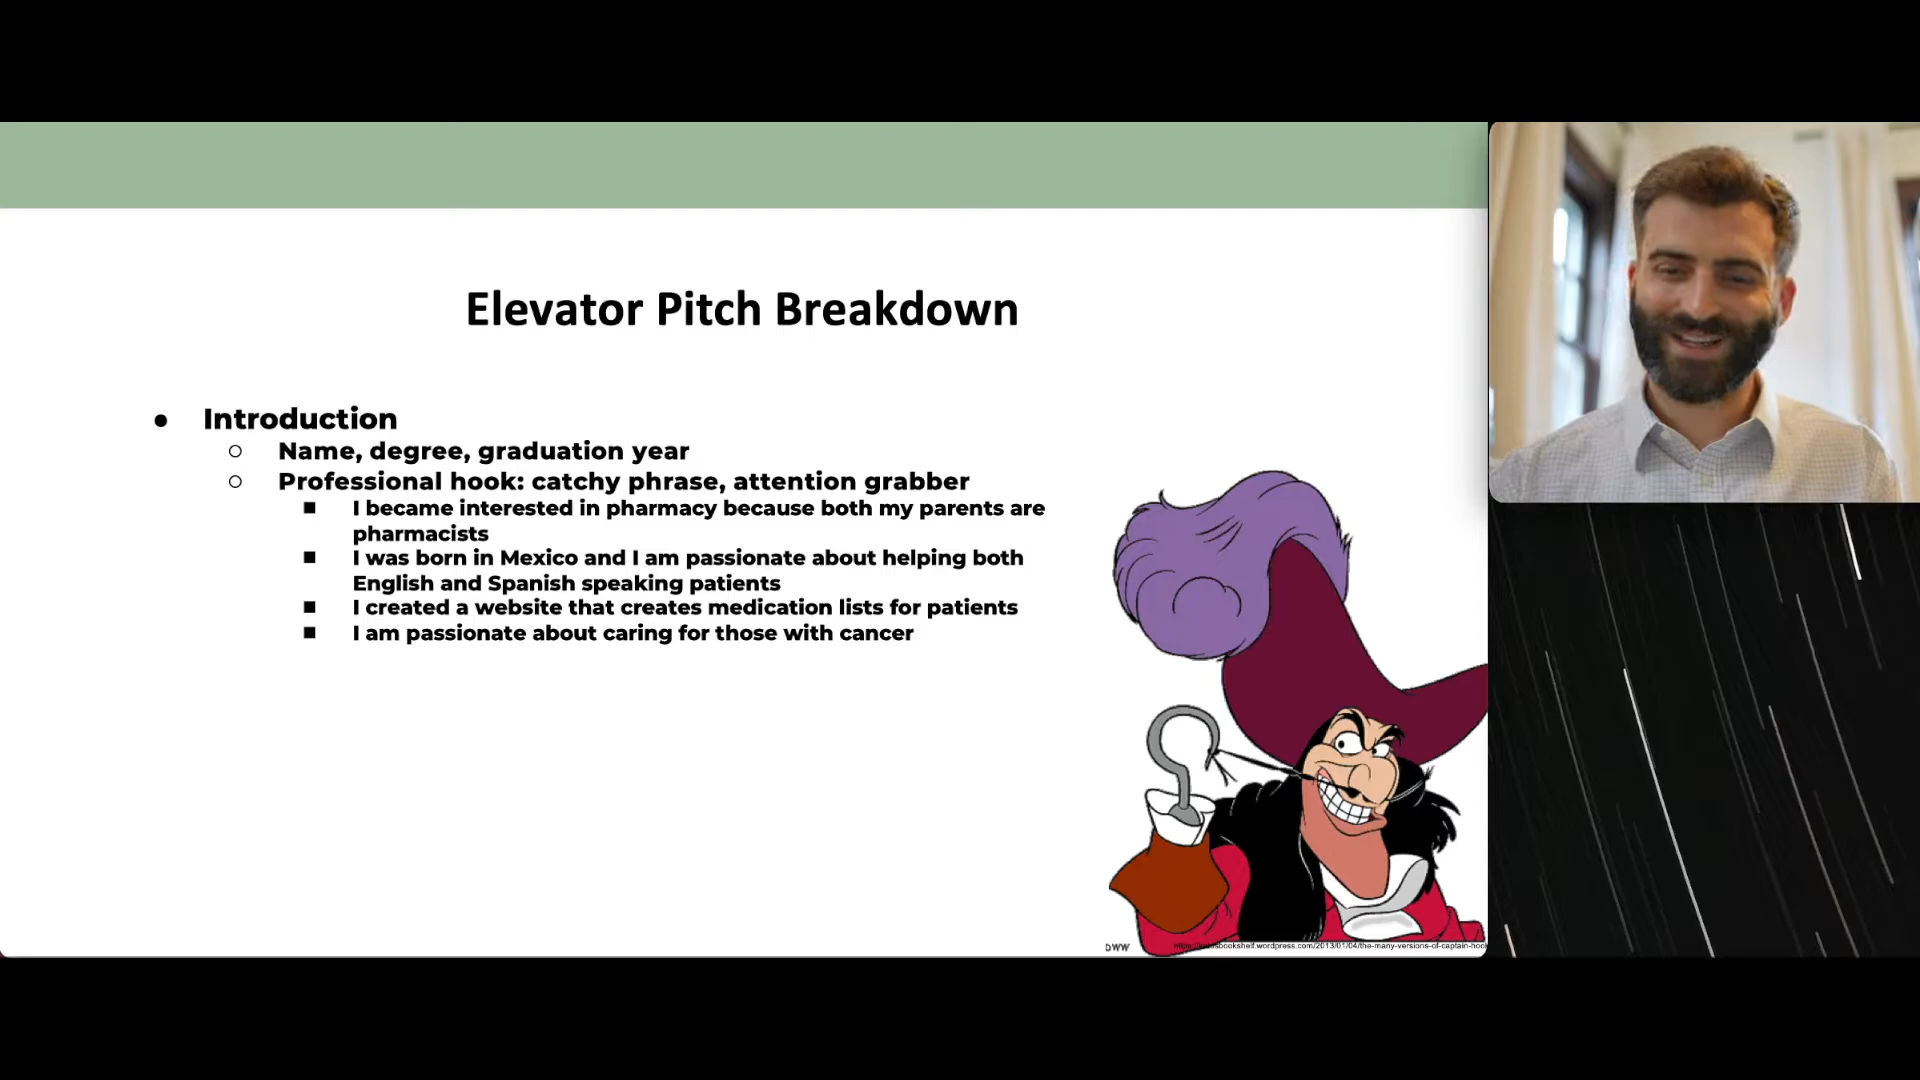 Elevator Pitch Breakdown
● Introduction
○ Name, degree, graduation year
○ Professional hook: catchy phrase, attention grabber
■ I became interested in pharmacy because both my parents are
pharmacists
■ I was born in Mexico and I am passionate about helping both
English and Spanish speaking patients
■ I created a website that creates medication lists for patients
■ I am passionate about caring for those with cancer
DWW